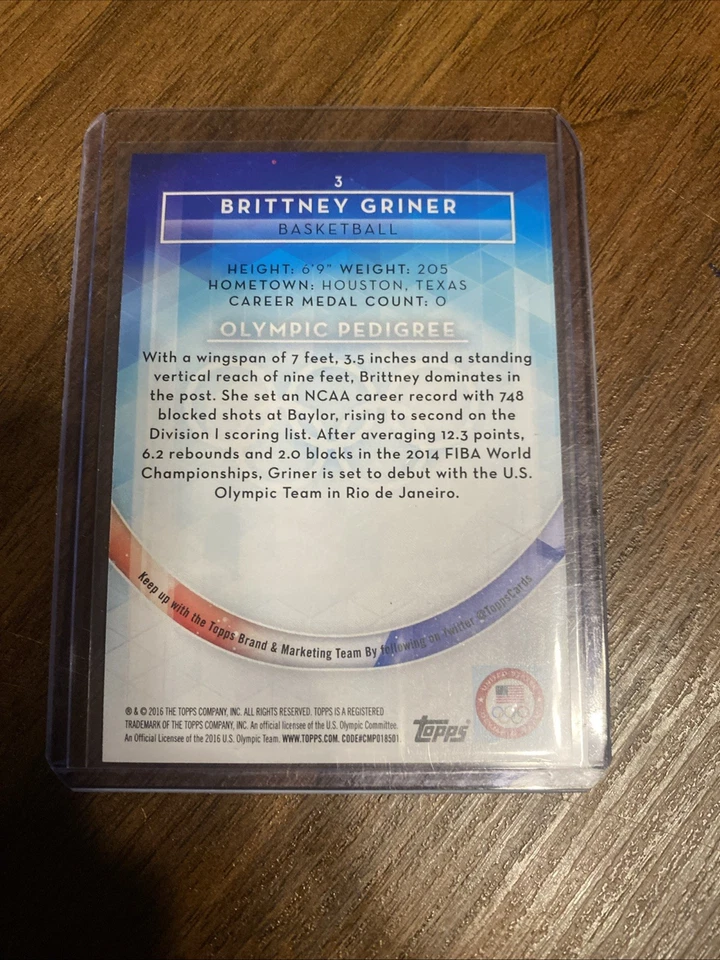 3
BRITTNEY GRINER
BASKETBALL
HEIGHT: 6'9" WEIGHT: 205
HOMETOWN: HOUSTON, TEXAS
CAREER MEDAL COUNT: 0
OLYMPIC PEDIGREE
With a wingspan of 7 feet, 3.5 inches and a standing
vertical reach of nine feet, Brittney dominates in
the post. She set an NCAA career record with 748
blocked shots at Baylor, rising to second on the
Division I scoring list. After averaging 12.3 points,
6.2 rebounds and 2.0 blocks in the 2014 FIBA World
Championships, Griner is set to debut with the U.S.
Olympic Team in Rio de Janeiro.
Keep up with the Topps Brand & Marketing Team By following on Twitter @ToppsCards
® & © 2016 THE TOPPS COMPANY, INC. ALL RIGHTS RESERVED. TOPPS IS A REGISTERED
TRADEMARK OF THE TOPPS COMPANY, INC. An official licensee of the U.S. Olympic Committee.
An Official Licensee of the 2016 U.S. Olympic Team. WWW.TOPPS.COM. CODE#CMP018501
topps